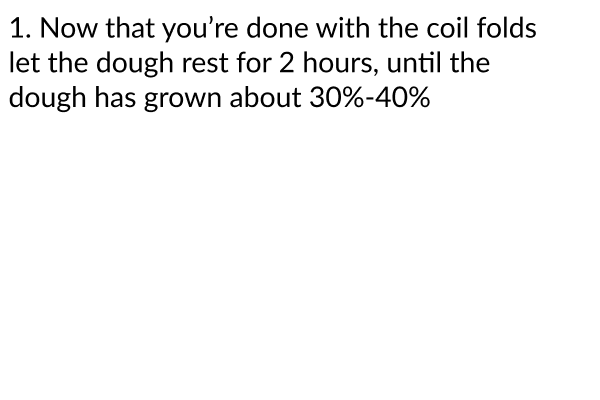 1. Now that you’re done with the coil folds
let the dough rest for 2 hours, until the
dough has grown about 30%-40%